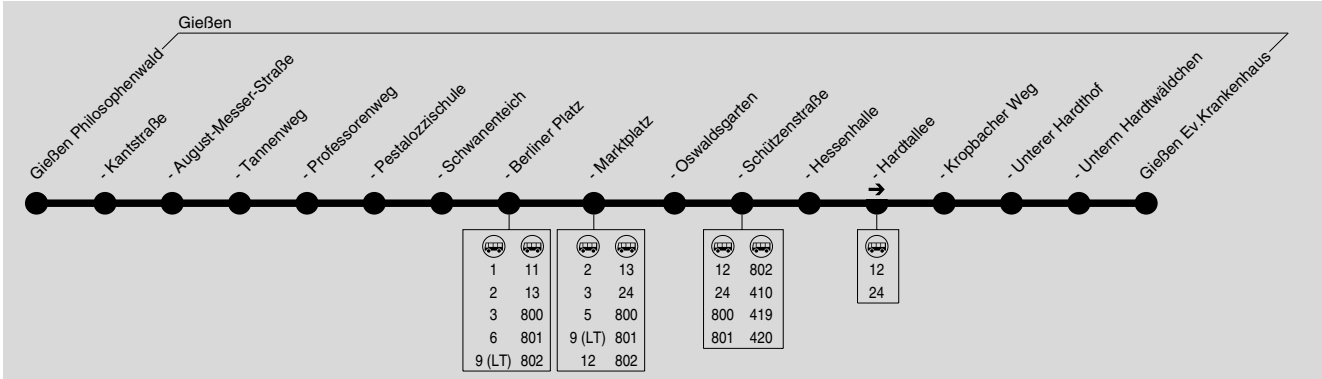 Gießen
Gießen Philosophenwald
- Kantstraße
- August-Messer-Straße
- Tannenweg
- Professorenweg
- Pestalozzischule
- Schwanenteich
- Berliner Platz
- Marktplatz
- Oswaldsgarten
- Schützenstraße
- Hessenhalle
- Hardtallee
- Kropbacher Weg
- Unterer Hardthof
- Unterm Hardtwäldchen
Gießen Ev.Krankenhaus
➔
1 11
2 13
3 800
6 801
9 (LT) 802
2 13
3 24
5 800
9 (LT) 801
12 802
12 802
24 410
800 419
801 420
12
24